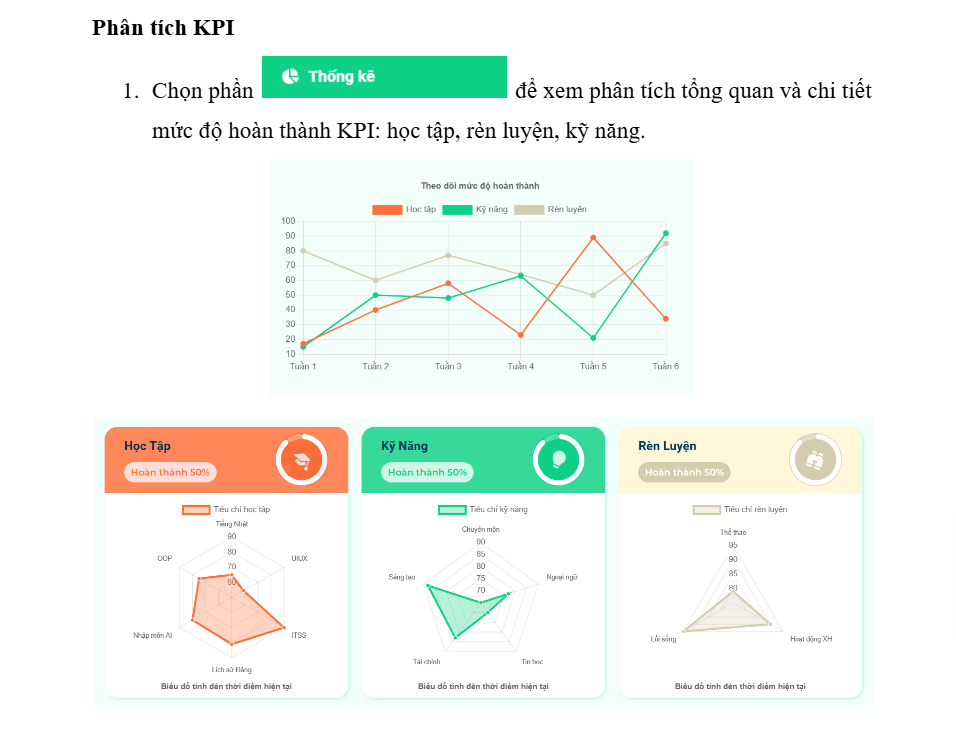 Phân tích KPI
1. Chọn phần Thống kê để xem phân tích tổng quan và chi tiết
mức độ hoàn thành KPI: học tập, rèn luyện, kỹ năng.
Theo dõi mức độ hoàn thành
Học tập Kỹ năng Rèn luyện
100
90
80
70
60
50
40
30
20
10
Tuần 1 Tuần 2 Tuần 3 Tuần 4 Tuần 5 Tuần 6
Học Tập
Hoàn thành 50%
Tiêu chí học tập
Tiếng Nhật
90
80
70
60
OOP
UIUX
Nhập môn AI
ITSS
Lịch sử Đảng
Biểu đồ tính đến thời điểm hiện tại
Kỹ Năng
Hoàn thành 50%
Tiêu chí kỹ năng
Chuyên môn
90
85
80
75
70
Sáng tạo
Ngoại ngữ
Tài chính
Tin học
Biểu đồ tính đến thời điểm hiện tại
Rèn Luyện
Hoàn thành 50%
Tiêu chí rèn luyện
Thể thao
95
90
85
80
Lối sống
Hoạt động XH
Biểu đồ tính đến thời điểm hiện tại